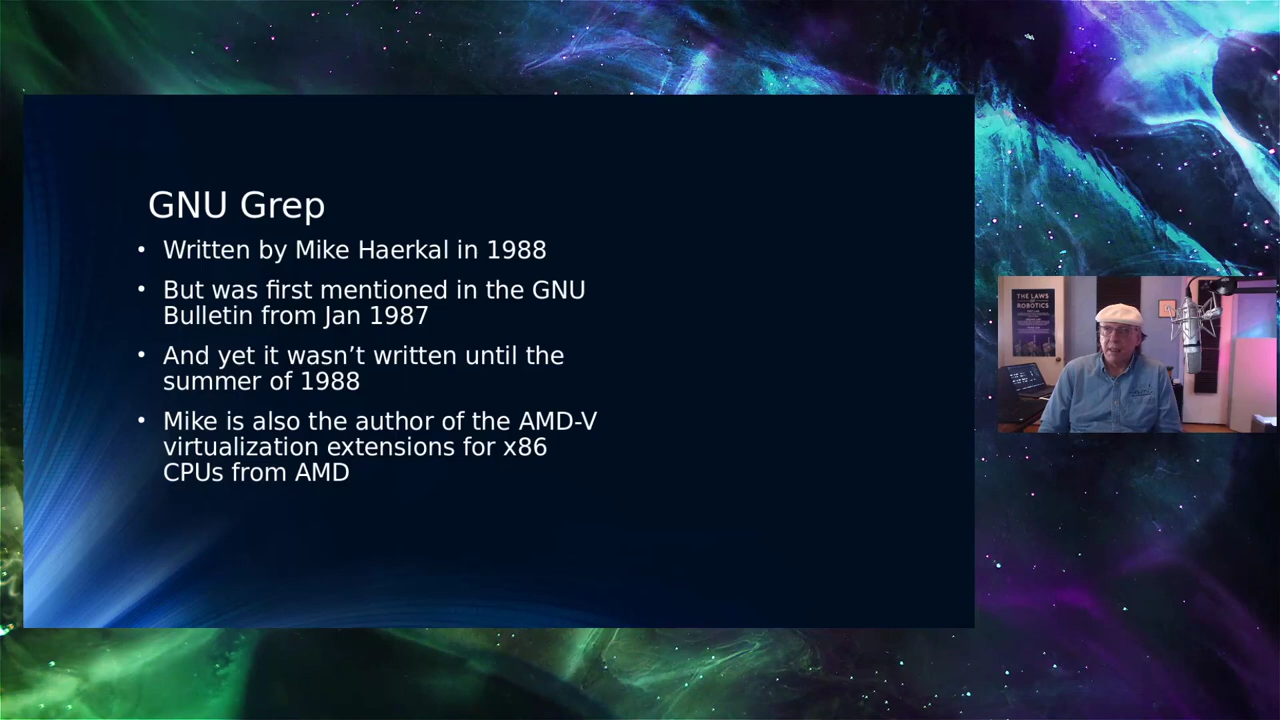 GNU Grep
• Written by Mike Haerkal in 1988
• But was first mentioned in the GNU
Bulletin from Jan 1987
• And yet it wasn’t written until the
summer of 1988
• Mike is also the author of the AMD-V
virtualization extensions for x86
CPUs from AMD
THE LAWS
OF
ROBOTICS